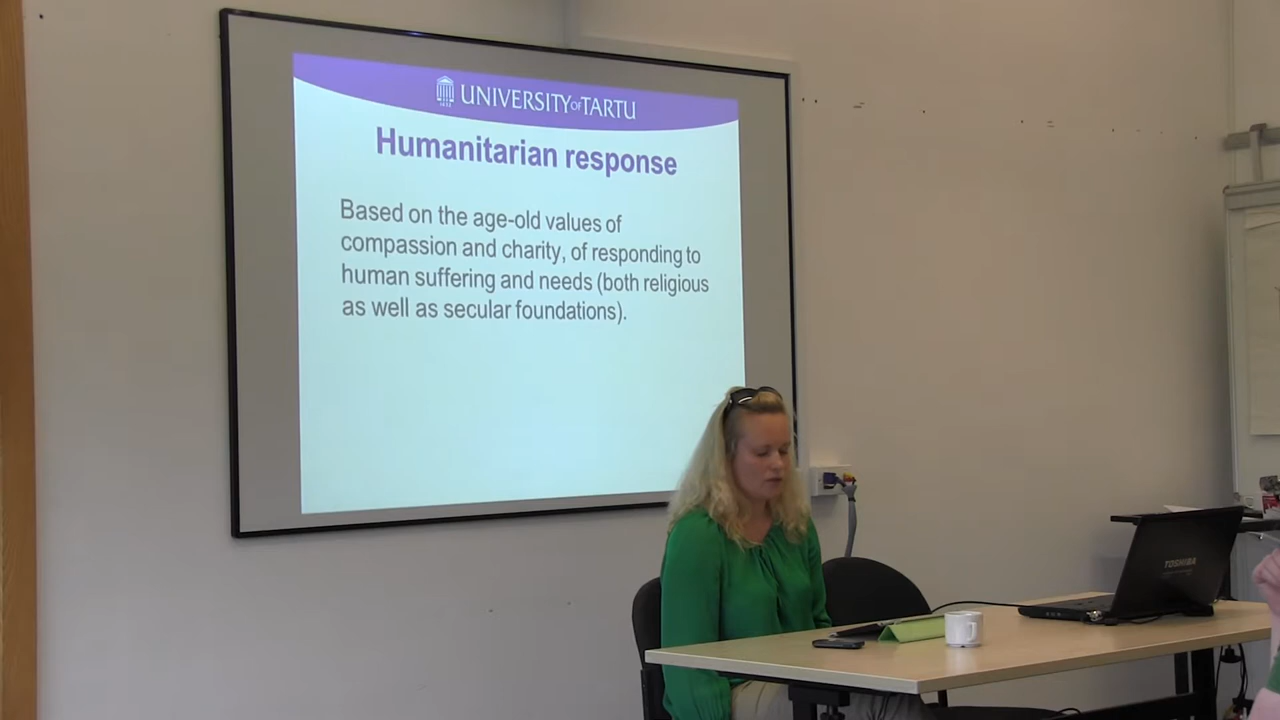 UNIVERSITY OF TARTU
1632
Humanitarian response
Based on the age-old values of
compassion and charity, of responding to
human suffering and needs (both religious
as well as secular foundations).
TOSHIBA